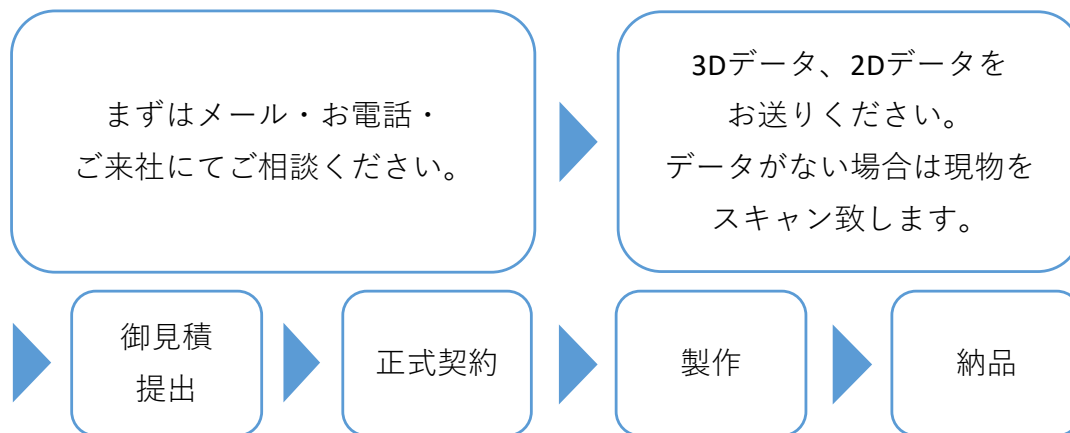 まずはメール・お電話・
ご来社にてご相談ください。
3Dデータ、2Dデータを
お送りください。
データがない場合は現物を
スキャン致します。
御見積
提出
正式契約
製作
納品